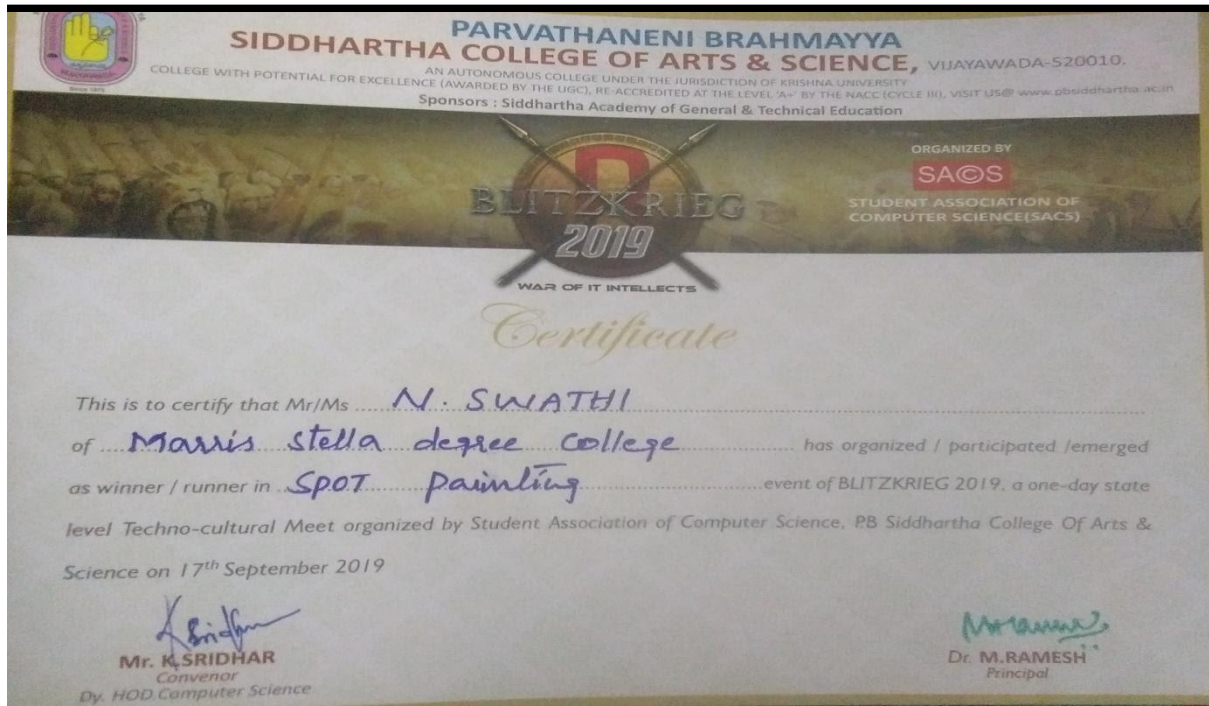 PARVATHANENI BRAHMAYYA
SIDDHARTHA COLLEGE OF ARTS & SCIENCE, VIJAYAWADA-520010.
AN AUTONOMOUS COLLEGE UNDER THE JURISDICTION OF KRISHNA UNIVERSITY
COLLEGE WITH POTENTIAL FOR EXCELLENCE (AWARDED BY THE UGC), RE-ACCREDITED AT THE LEVEL 'A+' BY THE NACC (CYCLE III), VISIT US@ www.pbsiddhartha.ac.in
Sponsors : Siddhartha Academy of General & Technical Education
Since 1975
ORGANIZED BY
SA©S
STUDENT ASSOCIATION OF
COMPUTER SCIENCE(SACS)
BLITZKRIEG
2019
WAR OF IT INTELLECTS
Certificate
This is to certify that Mr/Ms ..... N. SWATHI
of ..... Marris stella degree college ..... has organized / participated /emerged
as winner / runner in ..SPOT..... Painting ..... event of BLITZKRIEG 2019, a one-day state
level Techno-cultural Meet organized by Student Association of Computer Science, P.B Siddhartha College Of Arts &
Science on 17th September 2019
K Sridhar
Mr. K.SRIDHAR
Convenor
Dy. HOD.Computer Science
Dr. M.RAMESH
Principal